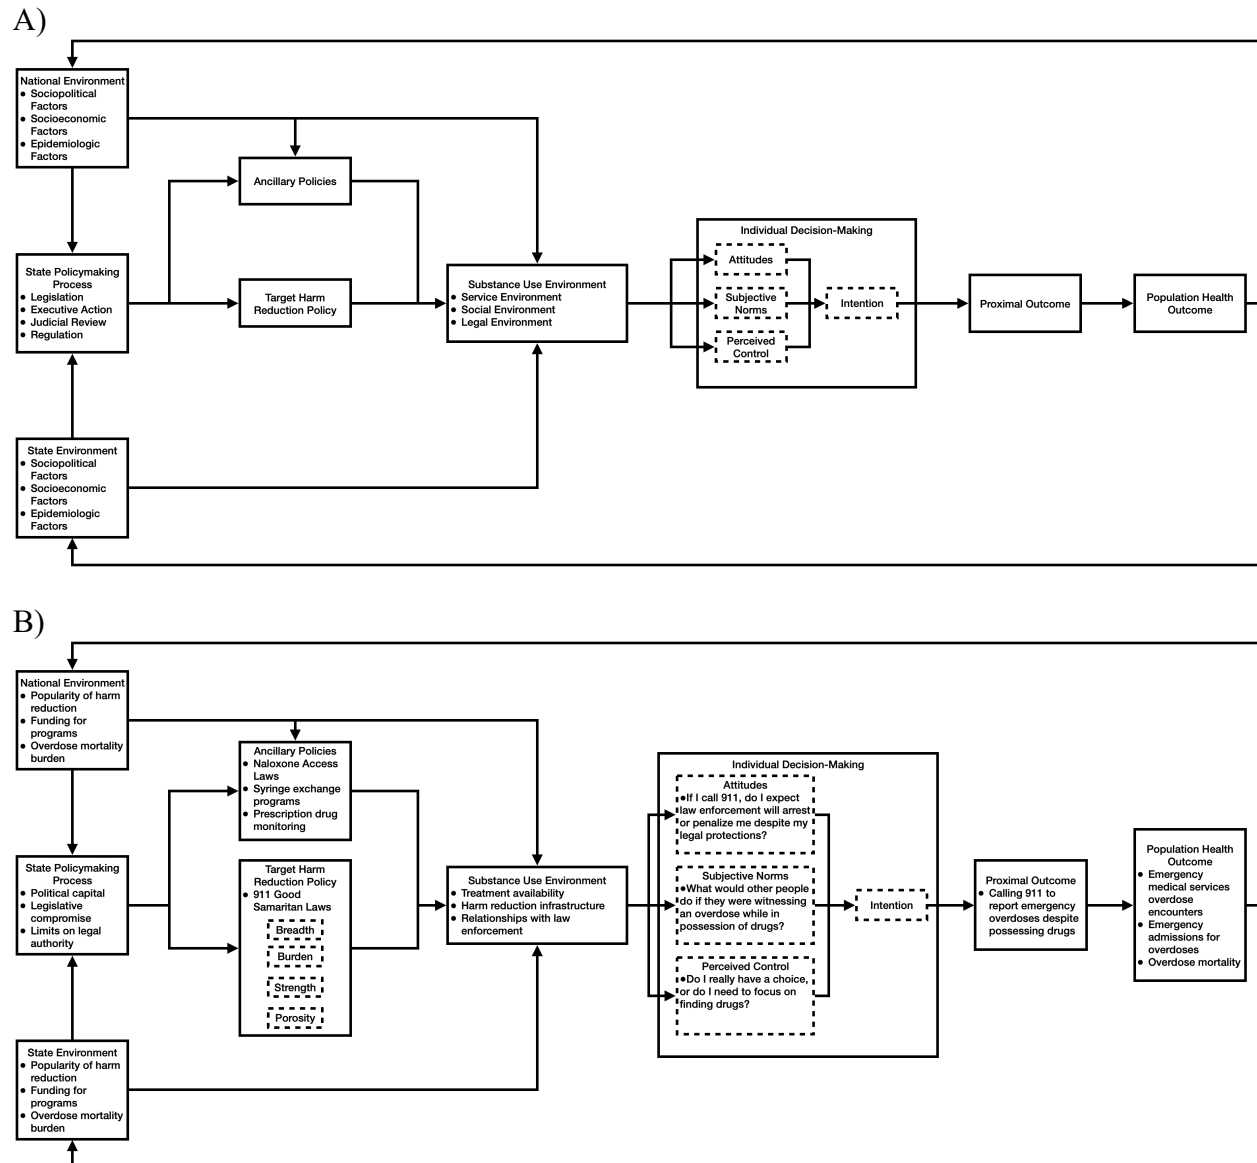 A)
National Environment
● Sociopolitical
Factors
● Socioeconomic
Factors
● Epidemiologic
Factors
Ancillary Policies
State Policymaking
Process
● Legislation
● Executive Action
● Judicial Review
● Regulation
Target Harm
Reduction Policy
Substance Use Environment
● Service Environment
● Social Environment
● Legal Environment
Individual Decision-Making
Attitudes
Subjective
Norms
Perceived
Control
Intention
Proximal Outcome
Population Health
Outcome
State Environment
● Sociopolitical
Factors
● Socioeconomic
Factors
● Epidemiologic
Factors
B)
National Environment
● Popularity of harm
reduction
● Funding for
programs
● Overdose mortality
burden
Ancillary Policies
● Naloxone Access
Laws
● Syringe exchange
programs
● Prescription drug
monitoring
State Policymaking
Process
● Political capital
● Legislative
compromise
● Limits on legal
authority
Target Harm
Reduction Policy
● 911 Good
Samaritan Laws
Breadth
Burden
Strength
Porosity
Substance Use Environment
● Treatment availability
● Harm reduction infrastructure
● Relationships with law
enforcement
Individual Decision-Making
Attitudes
●If I call 911, do I expect
law enforcement will arrest
or penalize me despite my
legal protections?
Subjective Norms
●What would other people
do if they were witnessing
an overdose while in
possession of drugs?
Perceived Control
●Do I really have a choice,
or do I need to focus on
finding drugs?
Intention
Proximal Outcome
● Calling 911 to
report emergency
overdoses despite
possessing drugs
Population Health
Outcome
● Emergency
medical services
overdose
encounters
● Emergency
admissions for
overdoses
● Overdose mortality
State Environment
● Popularity of harm
reduction
● Funding for
programs
● Overdose mortality
burden